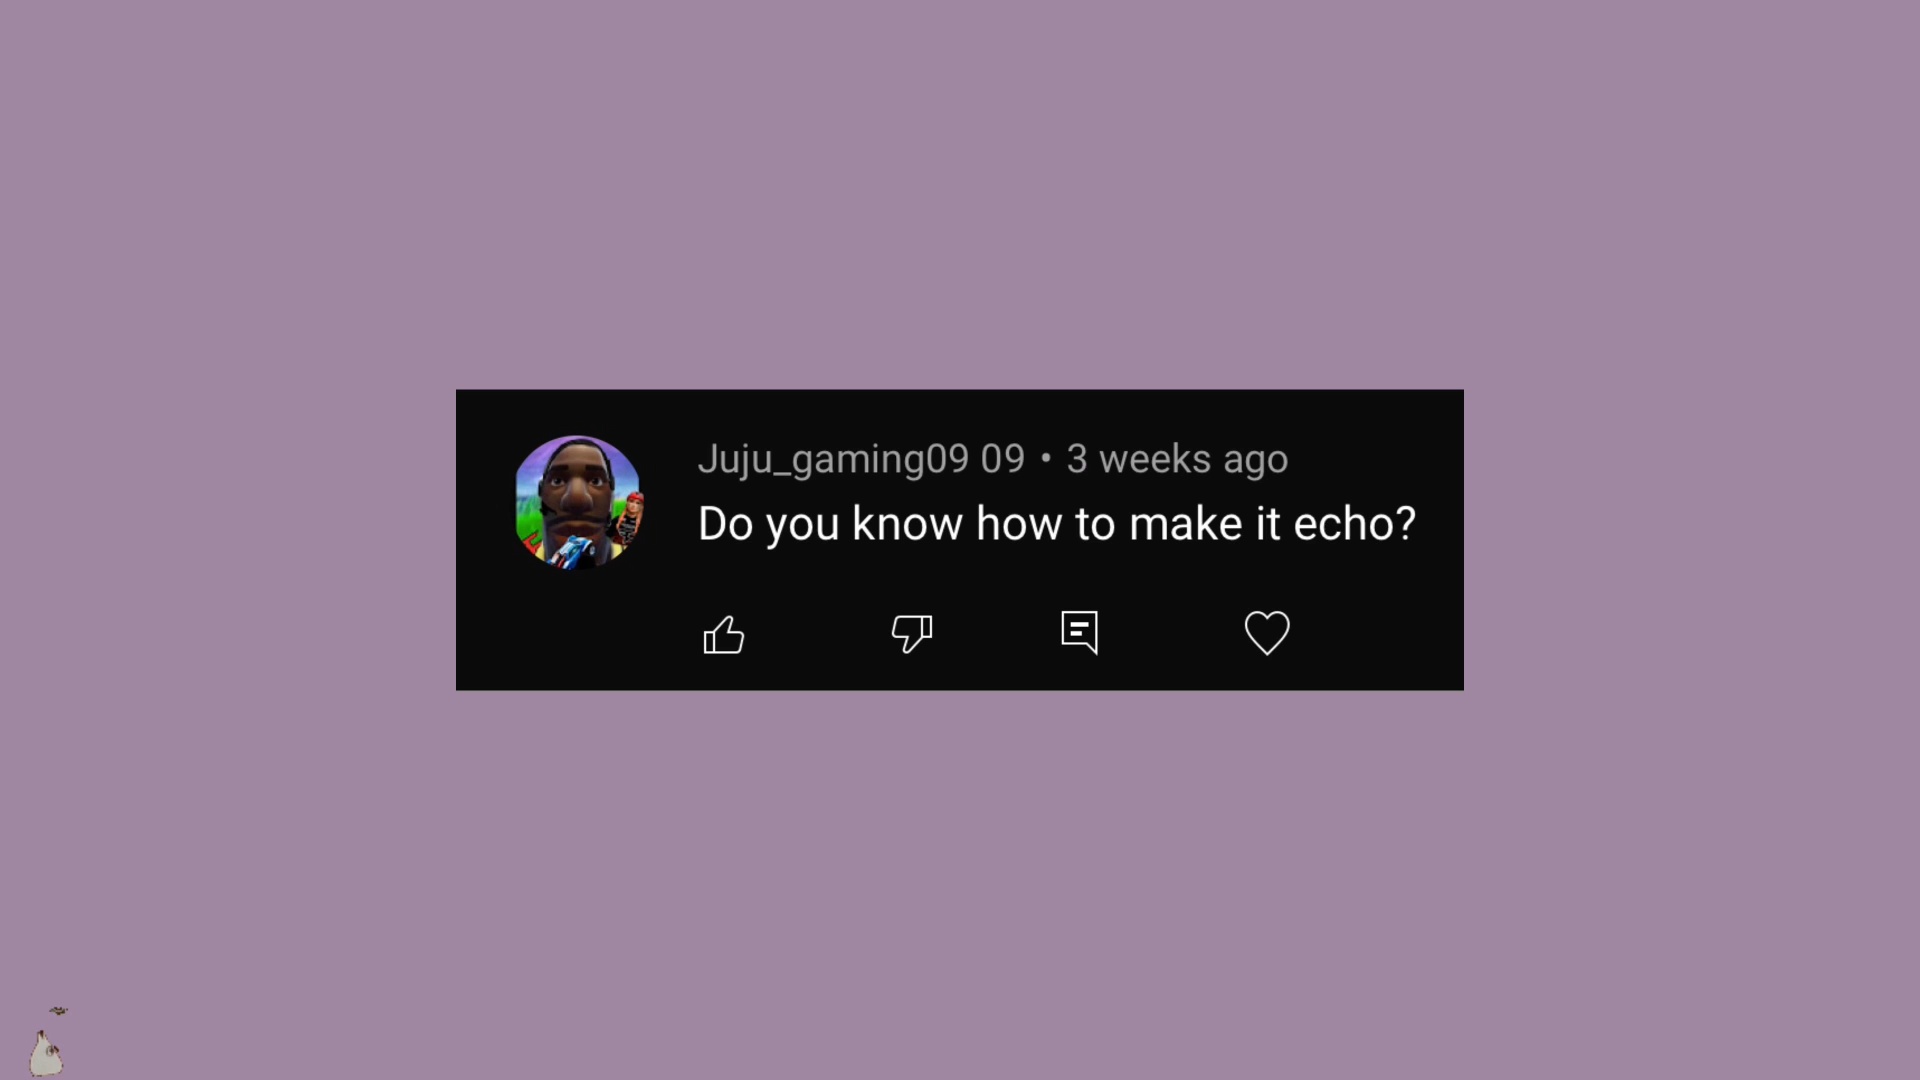 Juju_gaming09 09 • 3 weeks ago
Do you know how to make it echo?